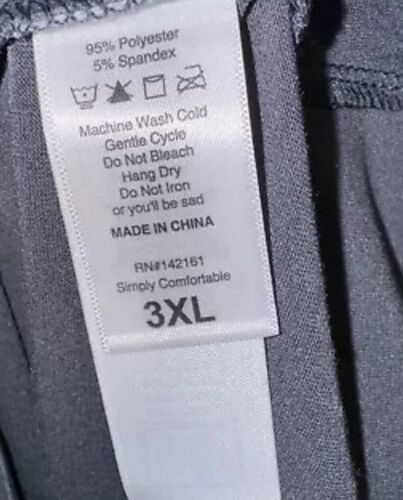 95% Polyester
5% Spandex
Machine Wash Cold
Gentle Cycle
Do Not Bleach
Hang Dry
Do Not Iron
or you'll be sad
MADE IN CHINA
RN#142161
Simply Comfortable
3XL